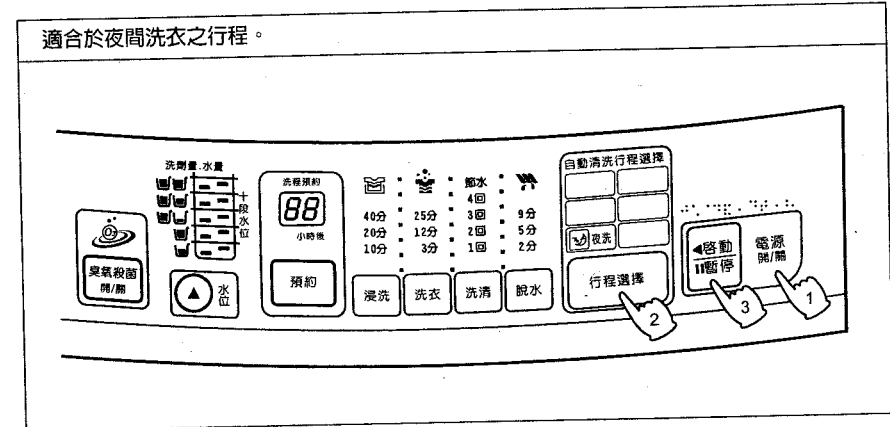 適合於夜間洗衣之行程。
洗劑量.水量
十段水位
O₃
臭氧殺菌
開/關
水位
洗程預約
88
小時後
預約
40分
20分
10分
浸洗
25分
12分
3分
洗衣
節水
4回
3回
2回
1回
洗清
9分
5分
2分
脫水
自動清洗行程選擇
夜洗
行程選擇
2
◀啓動
II暫停
3
電源
開/關
1